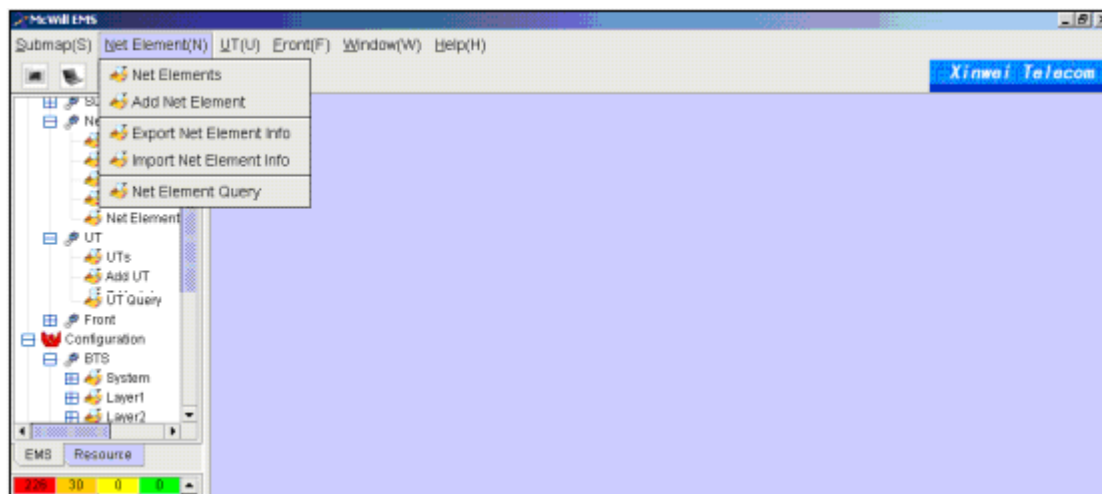 McWill EMS
Submap(S) Net Element(N) UT(U) Front(F) Window(W) Help(H)
Xinwei Telecom
Net Elements
Add Net Element
Export Net Element Info
Import Net Element Info
Net Element Query
Ne
Net Element
UT
UTs
Add UT
UT Query
Front
Configuration
BTS
System
Layer1
Layer2
EMS Resource
226 30 0 0